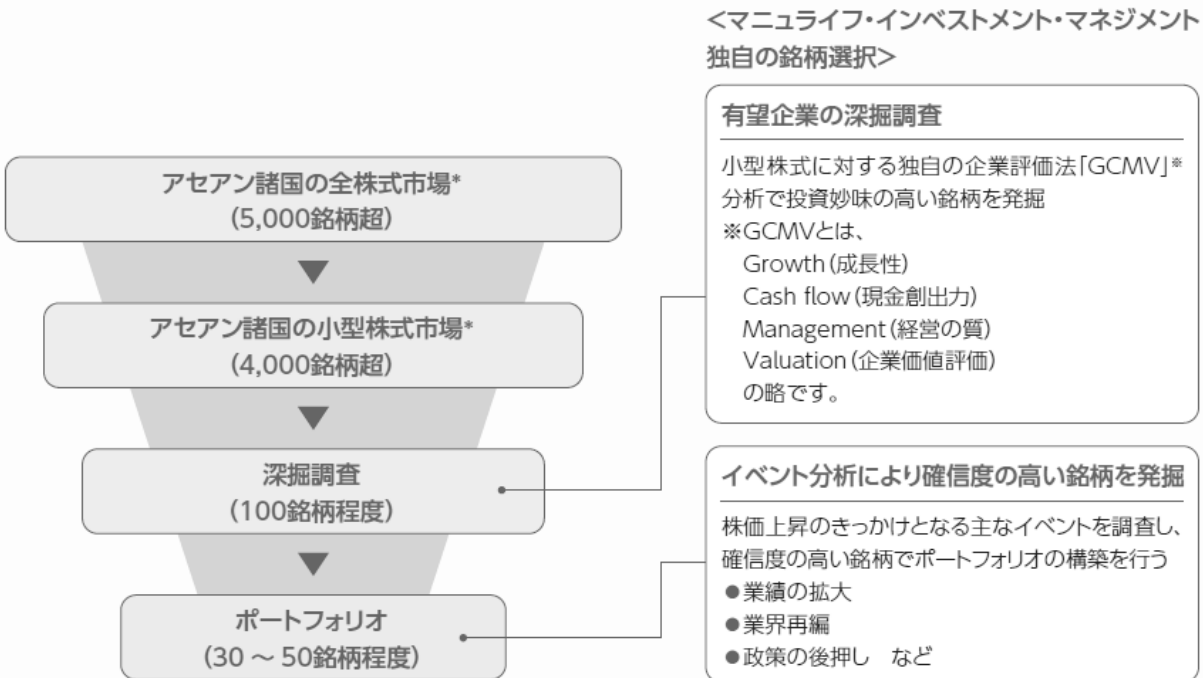 アセアン諸国の全株式市場*
(5,000銘柄超)
▼
アセアン諸国の小型株式市場*
(4,000銘柄超)
▼
深掘調査
(100銘柄程度)
▼
ポートフォリオ
(30 ～ 50銘柄程度)
<マニュライフ・インベストメント・マネジメント
独自の銘柄選択>
有望企業の深掘調査
小型株式に対する独自の企業評価法「GCMV」※
分析で投資妙味の高い銘柄を発掘
※GCMVとは、
Growth(成長性)
Cash flow(現金創出力)
Management(経営の質)
Valuation(企業価値評価)
の略です。
イベント分析により確信度の高い銘柄を発掘
株価上昇のきっかけとなる主なイベントを調査し、
確信度の高い銘柄でポートフォリオの構築を行う
●業績の拡大
●業界再編
●政策の後押し　など